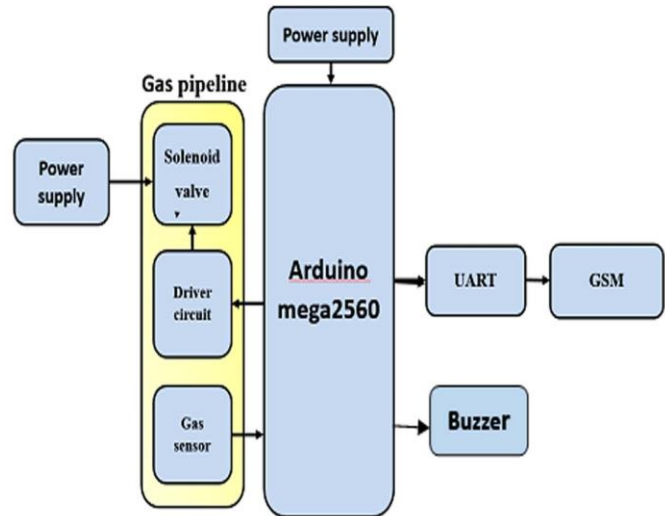 Power supply
Gas pipeline
Solenoid
valve
Power
supply
Arduino
mega2560
UART
GSM
Driver
circuit
Gas
sensor
Buzzer